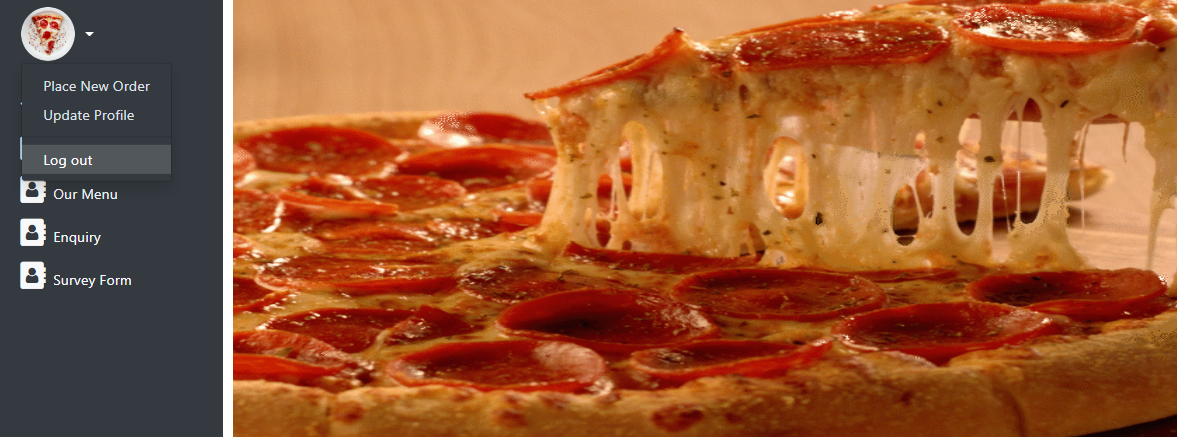 Place New Order
Update Profile
Log out
Our Menu
Enquiry
Survey Form